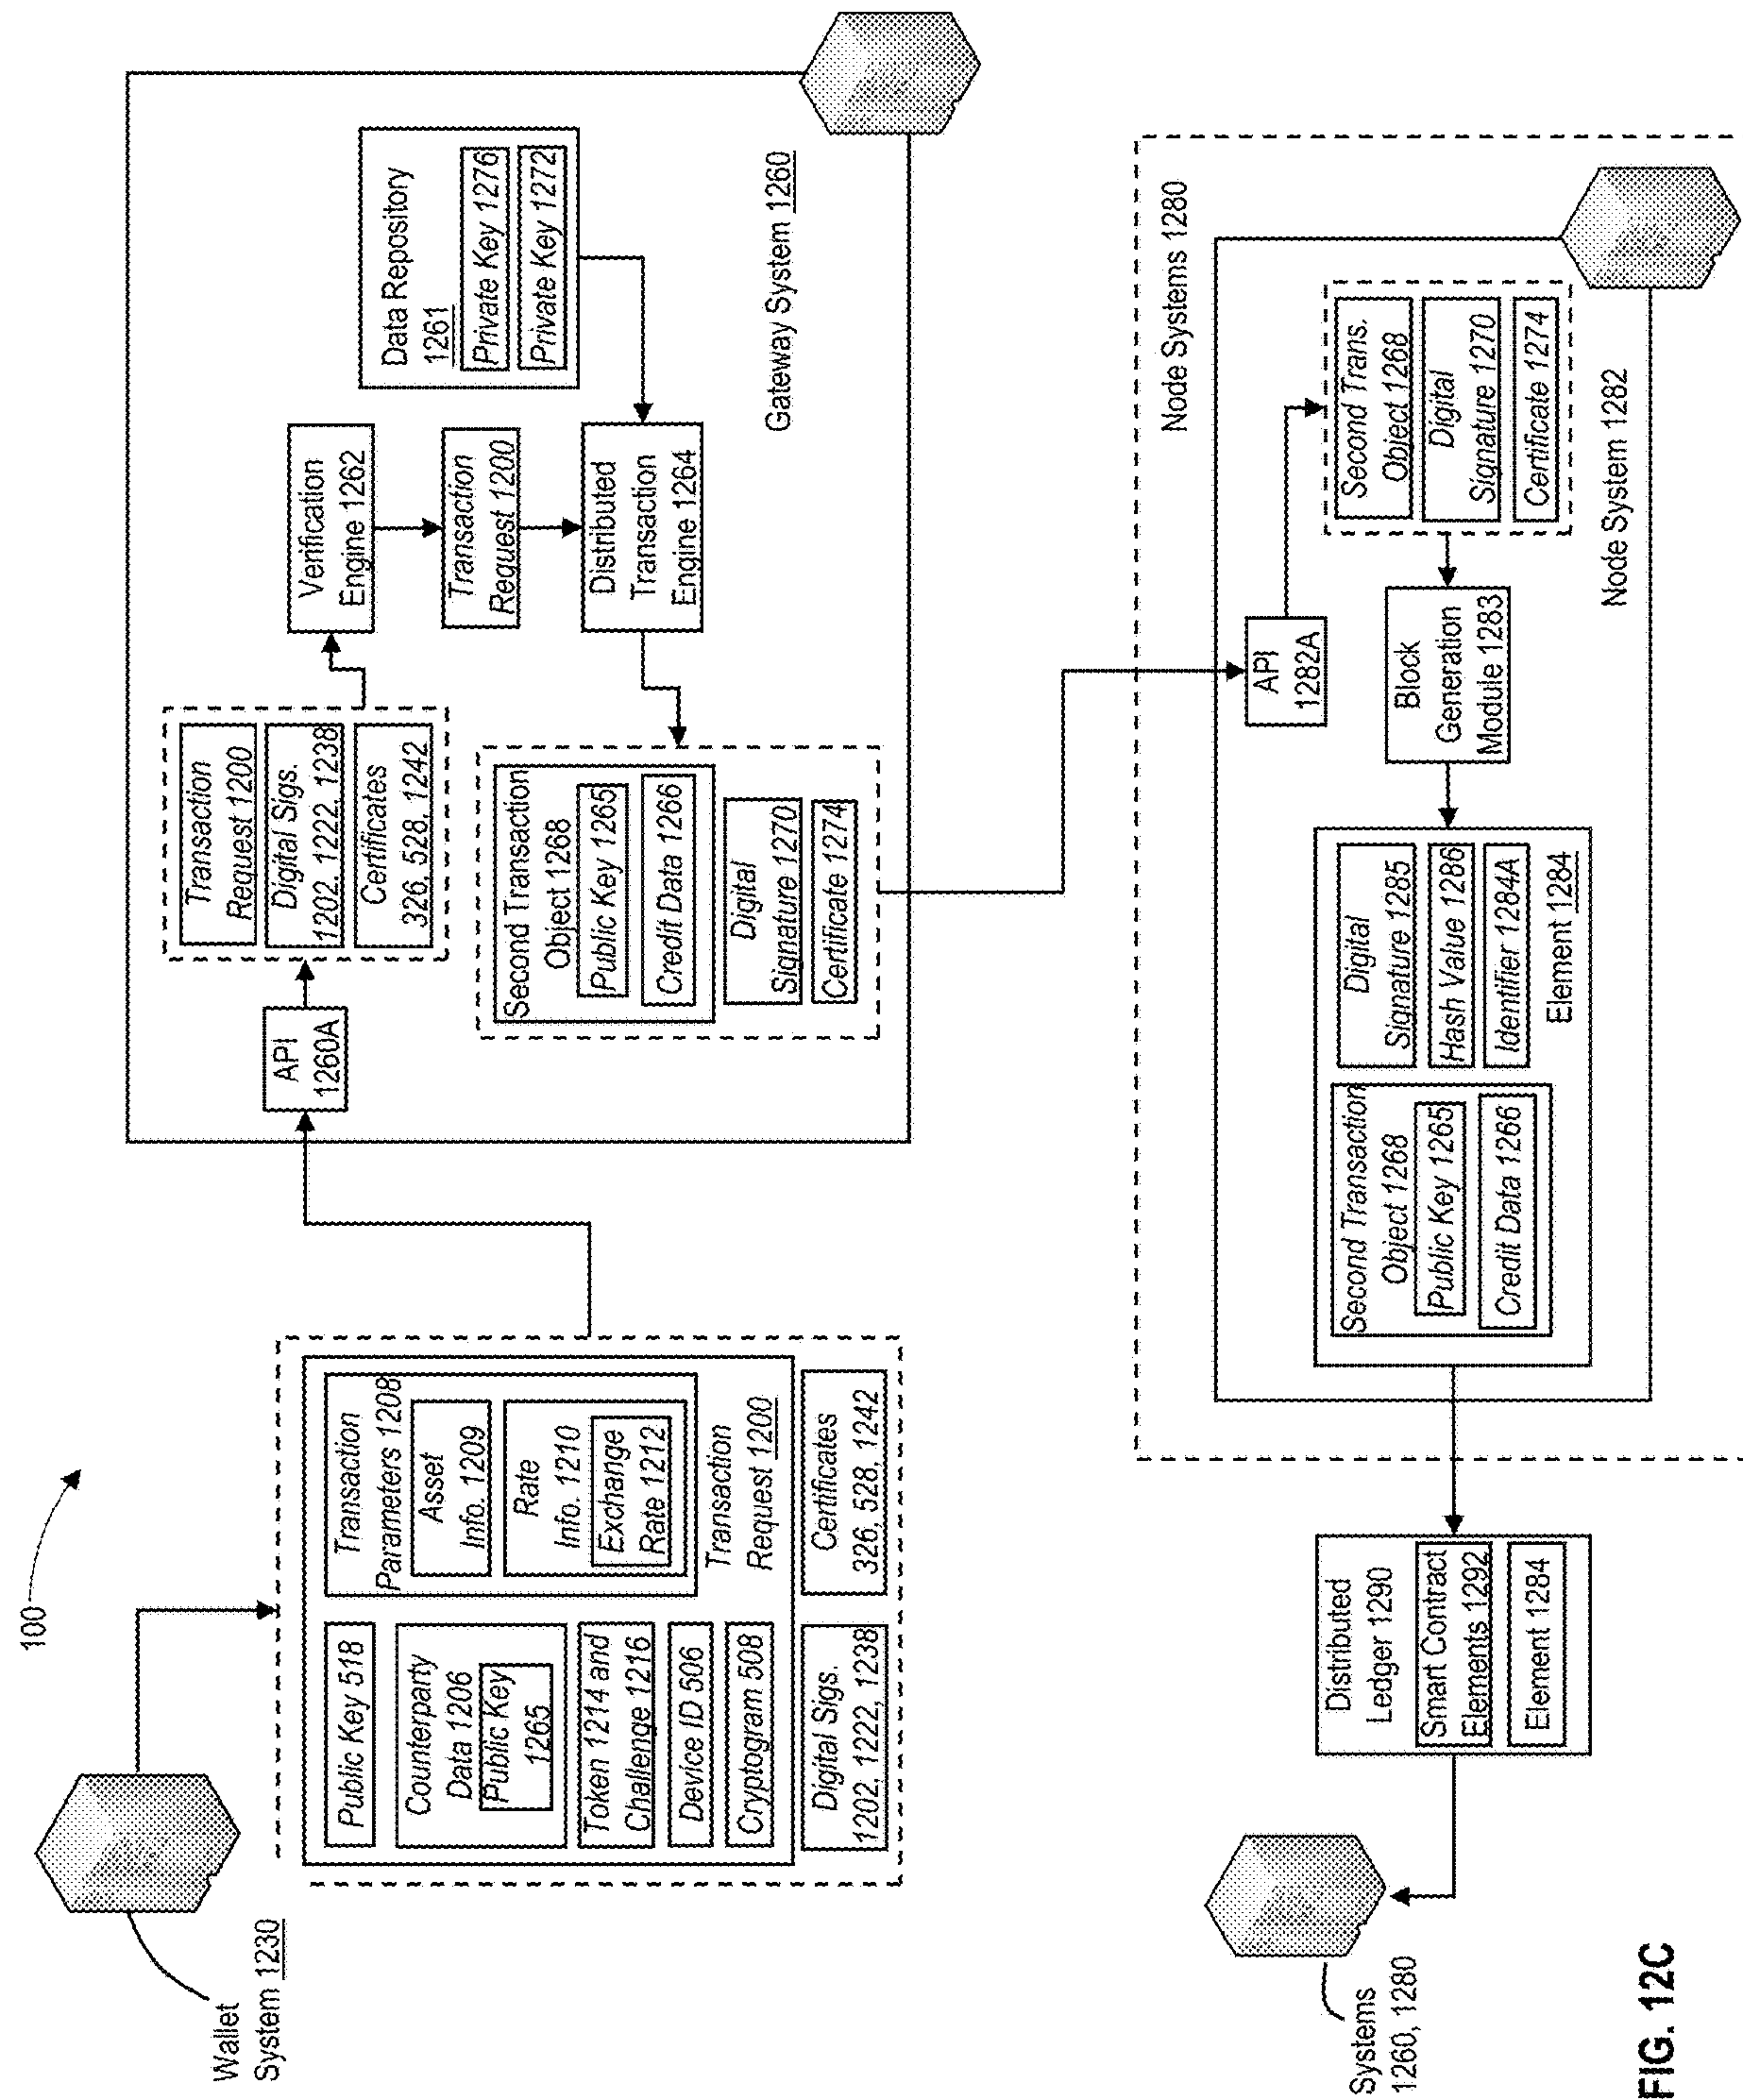 100
Wallet
System 1230
Public Key 518
Counterparty
Data 1206
Public Key
1265
Token 1214 and
Challenge 1216
Device ID 506
Cryptogram 508
Transaction
Parameters 1208
Asset
Info. 1209
Rate
Info. 1210
Exchange
Rate 1212
Transaction
Request 1200
Digital Sigs.
1202, 1222, 1238
Certificates
326, 528, 1242
API
1260A
Transaction
Request 1200
Digital Sigs.
1202, 1222, 1238
Certificates
326, 528, 1242
Verification
Engine 1262
Transaction
Request 1200
Distributed
Transaction
Engine 1264
Data Repository
1261
Private Key 1276
Private Key 1272
Second Transaction
Object 1268
Public Key 1265
Credit Data 1266
Digital
Signature 1270
Certificate 1274
Gateway System 1260
Node Systems 1280
API
1282A
Second Trans.
Object 1268
Digital
Signature 1270
Certificate 1274
Block
Generation
Module 1283
Second Transaction
Object 1268
Public Key 1265
Credit Data 1266
Digital
Signature 1285
Hash Value 1286
Identifier 1284A
Element 1284
Node System 1282
Distributed
Ledger 1290
Smart Contract
Elements 1292
Element 1284
Systems
1260, 1280
FIG. 12C